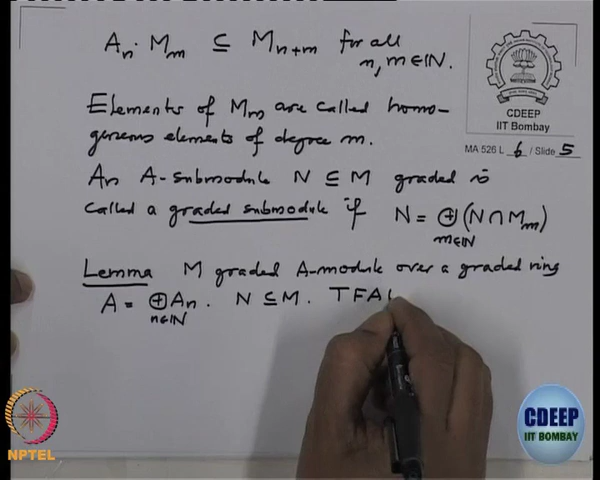 Aₙ · Mₘ ⊆ Mₙ₊ₘ for all
n, m ∈ ℕ.
CDEEP
IIT Bombay
MA 526 L 6 / Slide 5
Elements of Mₘ are called homo-
geneous elements of degree m.
An A-submodule N ⊆ M graded is
called a graded submodule if N = ⊕ (N ∩ Mₘ)
m∈ℕ
Lemma M graded A-module over a graded ring
A = ⊕ Aₙ. N ⊆ M. TFA
n∈ℕ
NPTEL
CDEEP
IIT BOMBAY